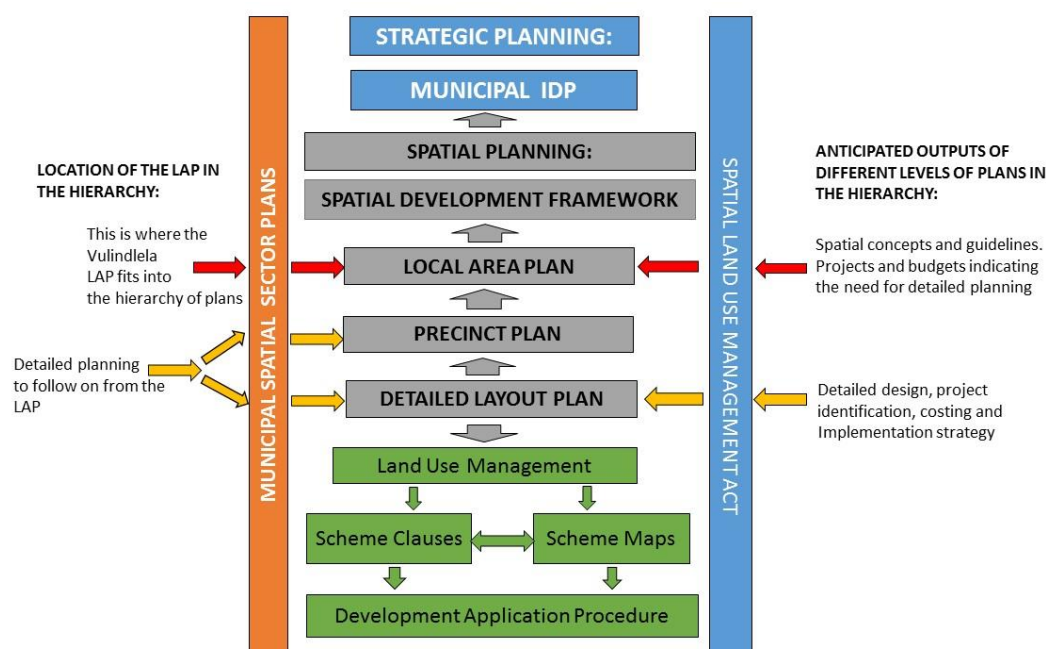 STRATEGIC PLANNING:
MUNICIPAL IDP
SPATIAL PLANNING:
SPATIAL DEVELOPMENT FRAMEWORK
LOCAL AREA PLAN
PRECINCT PLAN
DETAILED LAYOUT PLAN
Land Use Management
Scheme Clauses
Scheme Maps
Development Application Procedure
MUNICIPAL SPATIAL SECTOR PLANS
SPATIAL LAND USE MANAGEMENT ACT
LOCATION OF THE LAP IN
THE HIERARCHY:
This is where the
Vulindlela
LAP fits into
the hierarchy of plans
Detailed planning
to follow on from the
LAP
ANTICIPATED OUTPUTS OF
DIFFERENT LEVELS OF PLANS IN
THE HIERARCHY:
Spatial concepts and guidelines.
Projects and budgets indicating
the need for detailed planning
Detailed design, project
identification, costing and
Implementation strategy